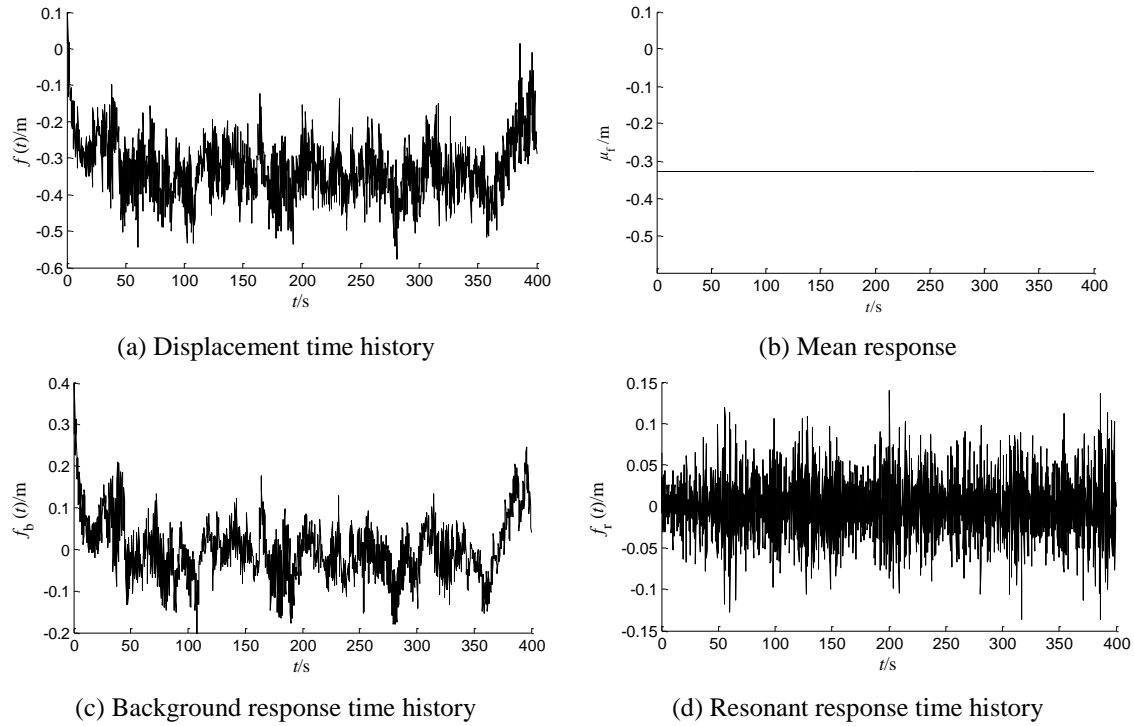 0.1
0
-0.1
-0.2
-0.3
-0.4
-0.5
-0.6
f (t)/m
0 50 100 150 200 250 300 350 400
t/s
(a) Displacement time history
0.1
0
-0.1
-0.2
-0.3
-0.4
-0.5
μf /m
0 50 100 150 200 250 300 350 400
t/s
(b) Mean response
0.4
0.3
0.2
0.1
0
-0.1
-0.2
fb (t)/m
0 50 100 150 200 250 300 350 400
t/s
(c) Background response time history
0.15
0.1
0.05
0
-0.05
-0.1
-0.15
fr (t)/m
0 50 100 150 200 250 300 350 400
t/s
(d) Resonant response time history